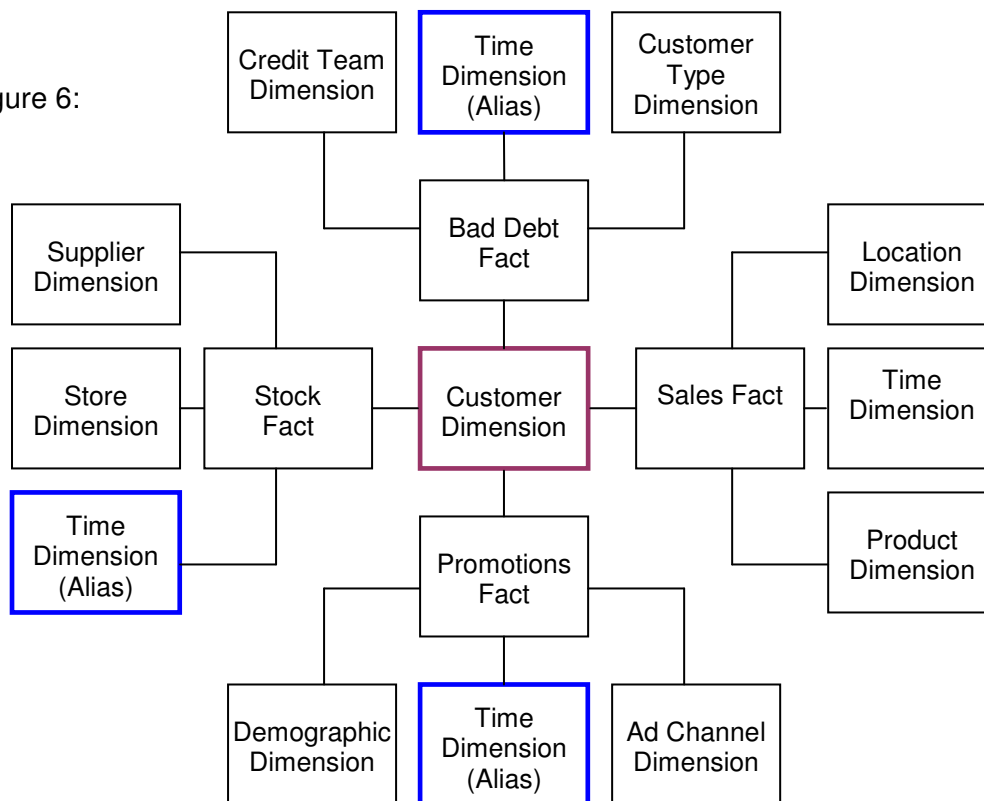 Credit Team
Dimension
Time
Dimension
(Alias)
Customer
Type
Dimension
gure 6:
Bad Debt
Fact
Supplier
Dimension
Location
Dimension
Store
Dimension
Stock
Fact
Customer
Dimension
Sales Fact
Time
Dimension
Time
Dimension
(Alias)
Promotions
Fact
Product
Dimension
Demographic
Dimension
Time
Dimension
(Alias)
Ad Channel
Dimension